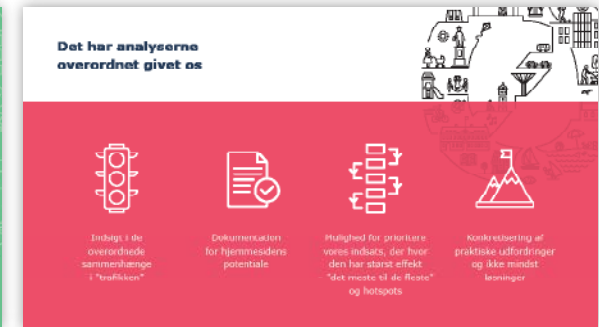 Det har analyserne
overordnet givet os
Indsigt i de
overordnede
sammenhænge
i "trafikken"
Dokumentation
for hjemmesidens
potentiale
Mulighed for prioritere
vores indsats, der hvor
den har størst effekt
"det meste til de fleste"
og hotspots
Konkretisering af
praktiske udfordringer
og ikke mindst
løsninger